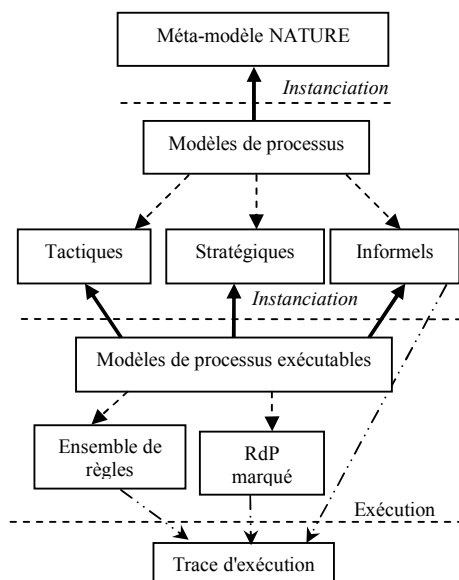 Méta-modèle NATURE
Instanciation
Modèles de processus
Tactiques
Stratégiques
Informels
Instanciation
Modèles de processus exécutables
Ensemble de
règles
RdP
marqué
Exécution
Trace d'exécution